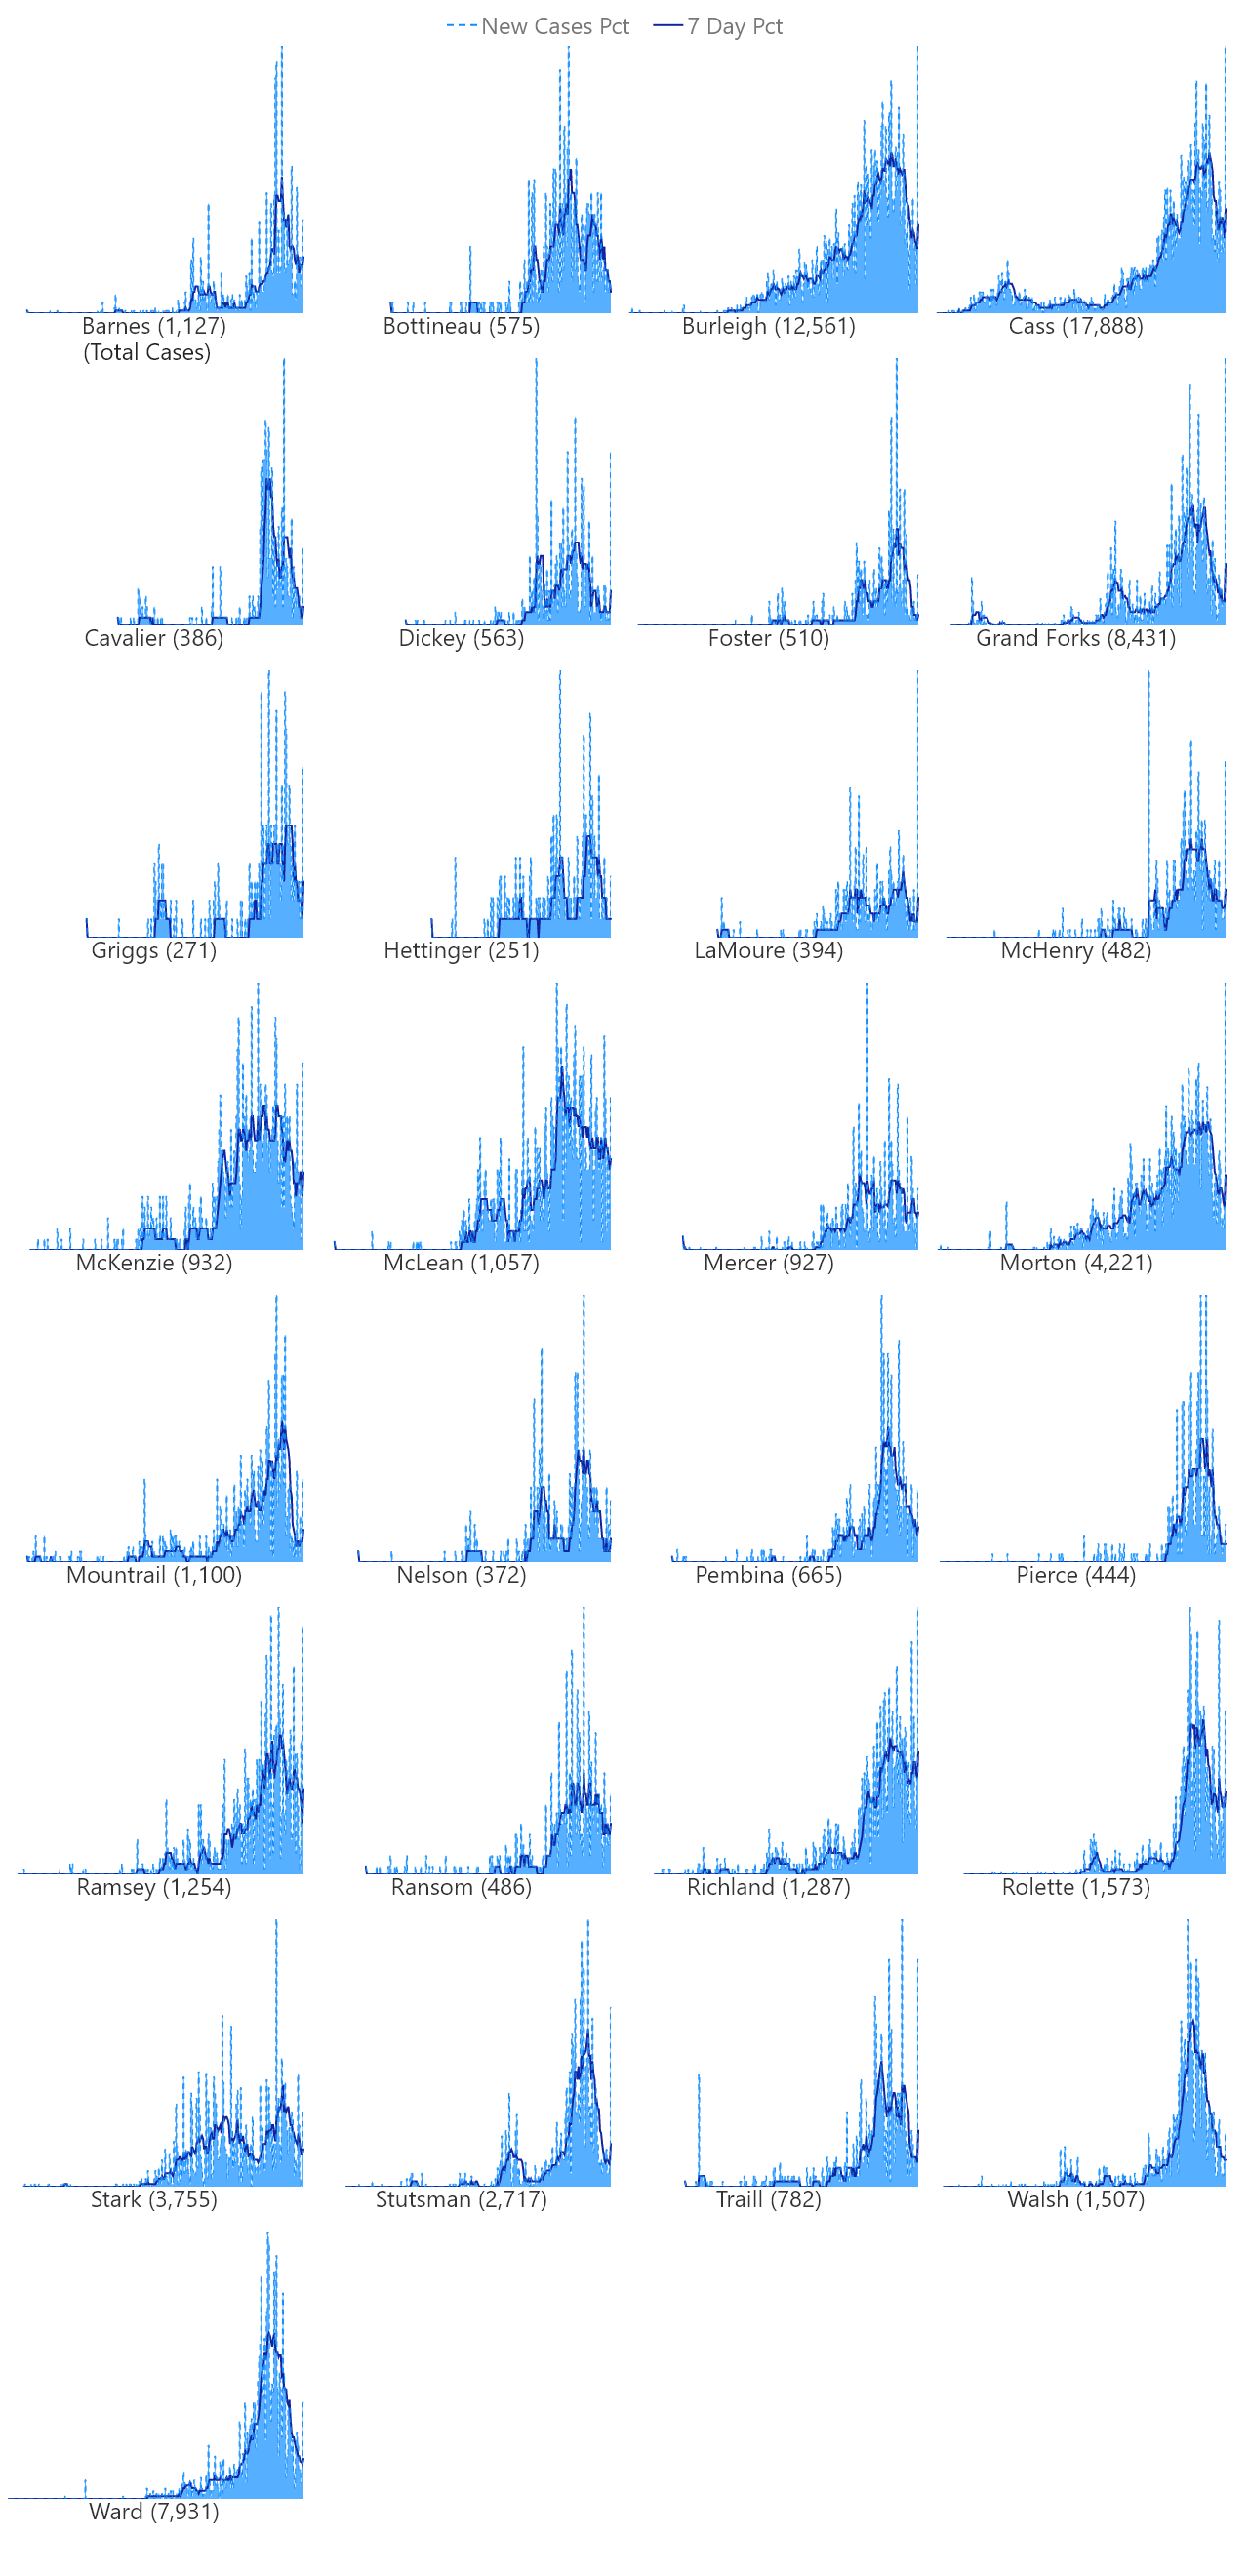 New Cases Pct 7 Day Pct
Barnes (1,127) Bottineau (575) Burleigh (12,561) Cass (17,888)
(Total Cases)
Cavalier (386) Dickey (563) Foster (510) Grand Forks (8,431)
Griggs (271) Hettinger (251) LaMoure (394) McHenry (482)
McKenzie (932) McLean (1,057) Mercer (927) Morton (4,221)
Mountrail (1,100) Nelson (372) Pembina (665) Pierce (444)
Ramsey (1,254) Ransom (486) Richland (1,287) Rolette (1,573)
Stark (3,755) Stutsman (2,717) Traill (782) Walsh (1,507)
Ward (7,931)